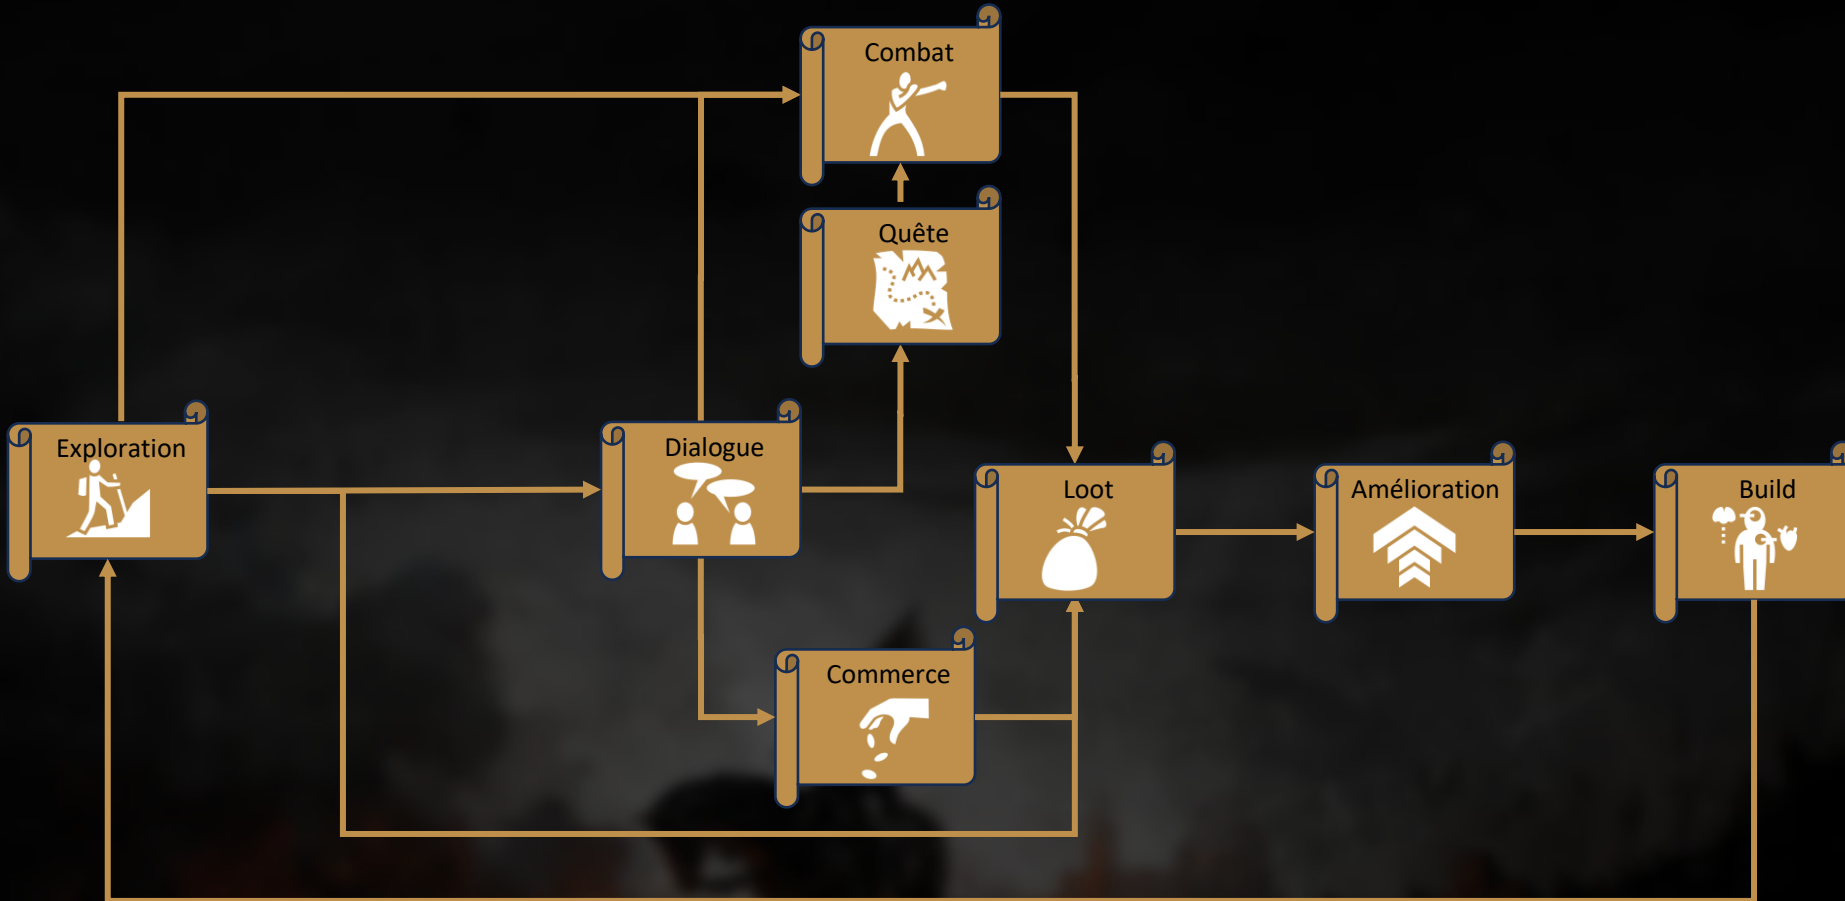 Combat
Quête
Exploration
Dialogue
Loot
Amélioration
Build
Commerce